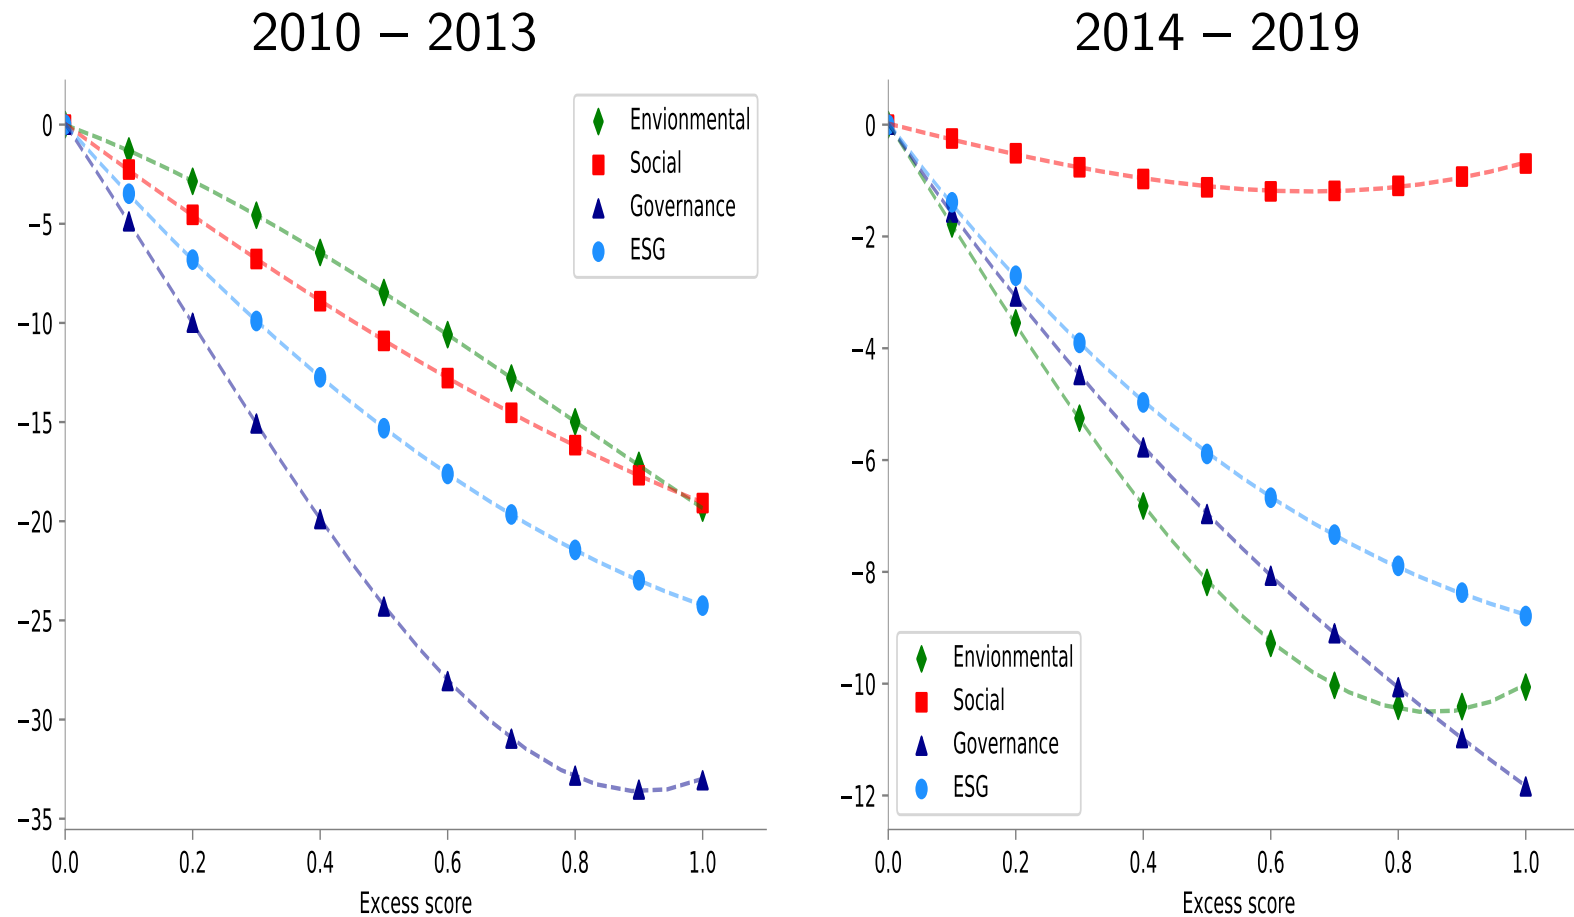 2010 – 2013
0
−5
−10
−15
−20
−25
−30
−35
0.0 0.2 0.4 0.6 0.8 1.0
Excess score
Envionmental
Social
Governance
ESG
2014 – 2019
0
−2
−4
−6
−8
−10
−12
0.0 0.2 0.4 0.6 0.8 1.0
Excess score
Envionmental
Social
Governance
ESG